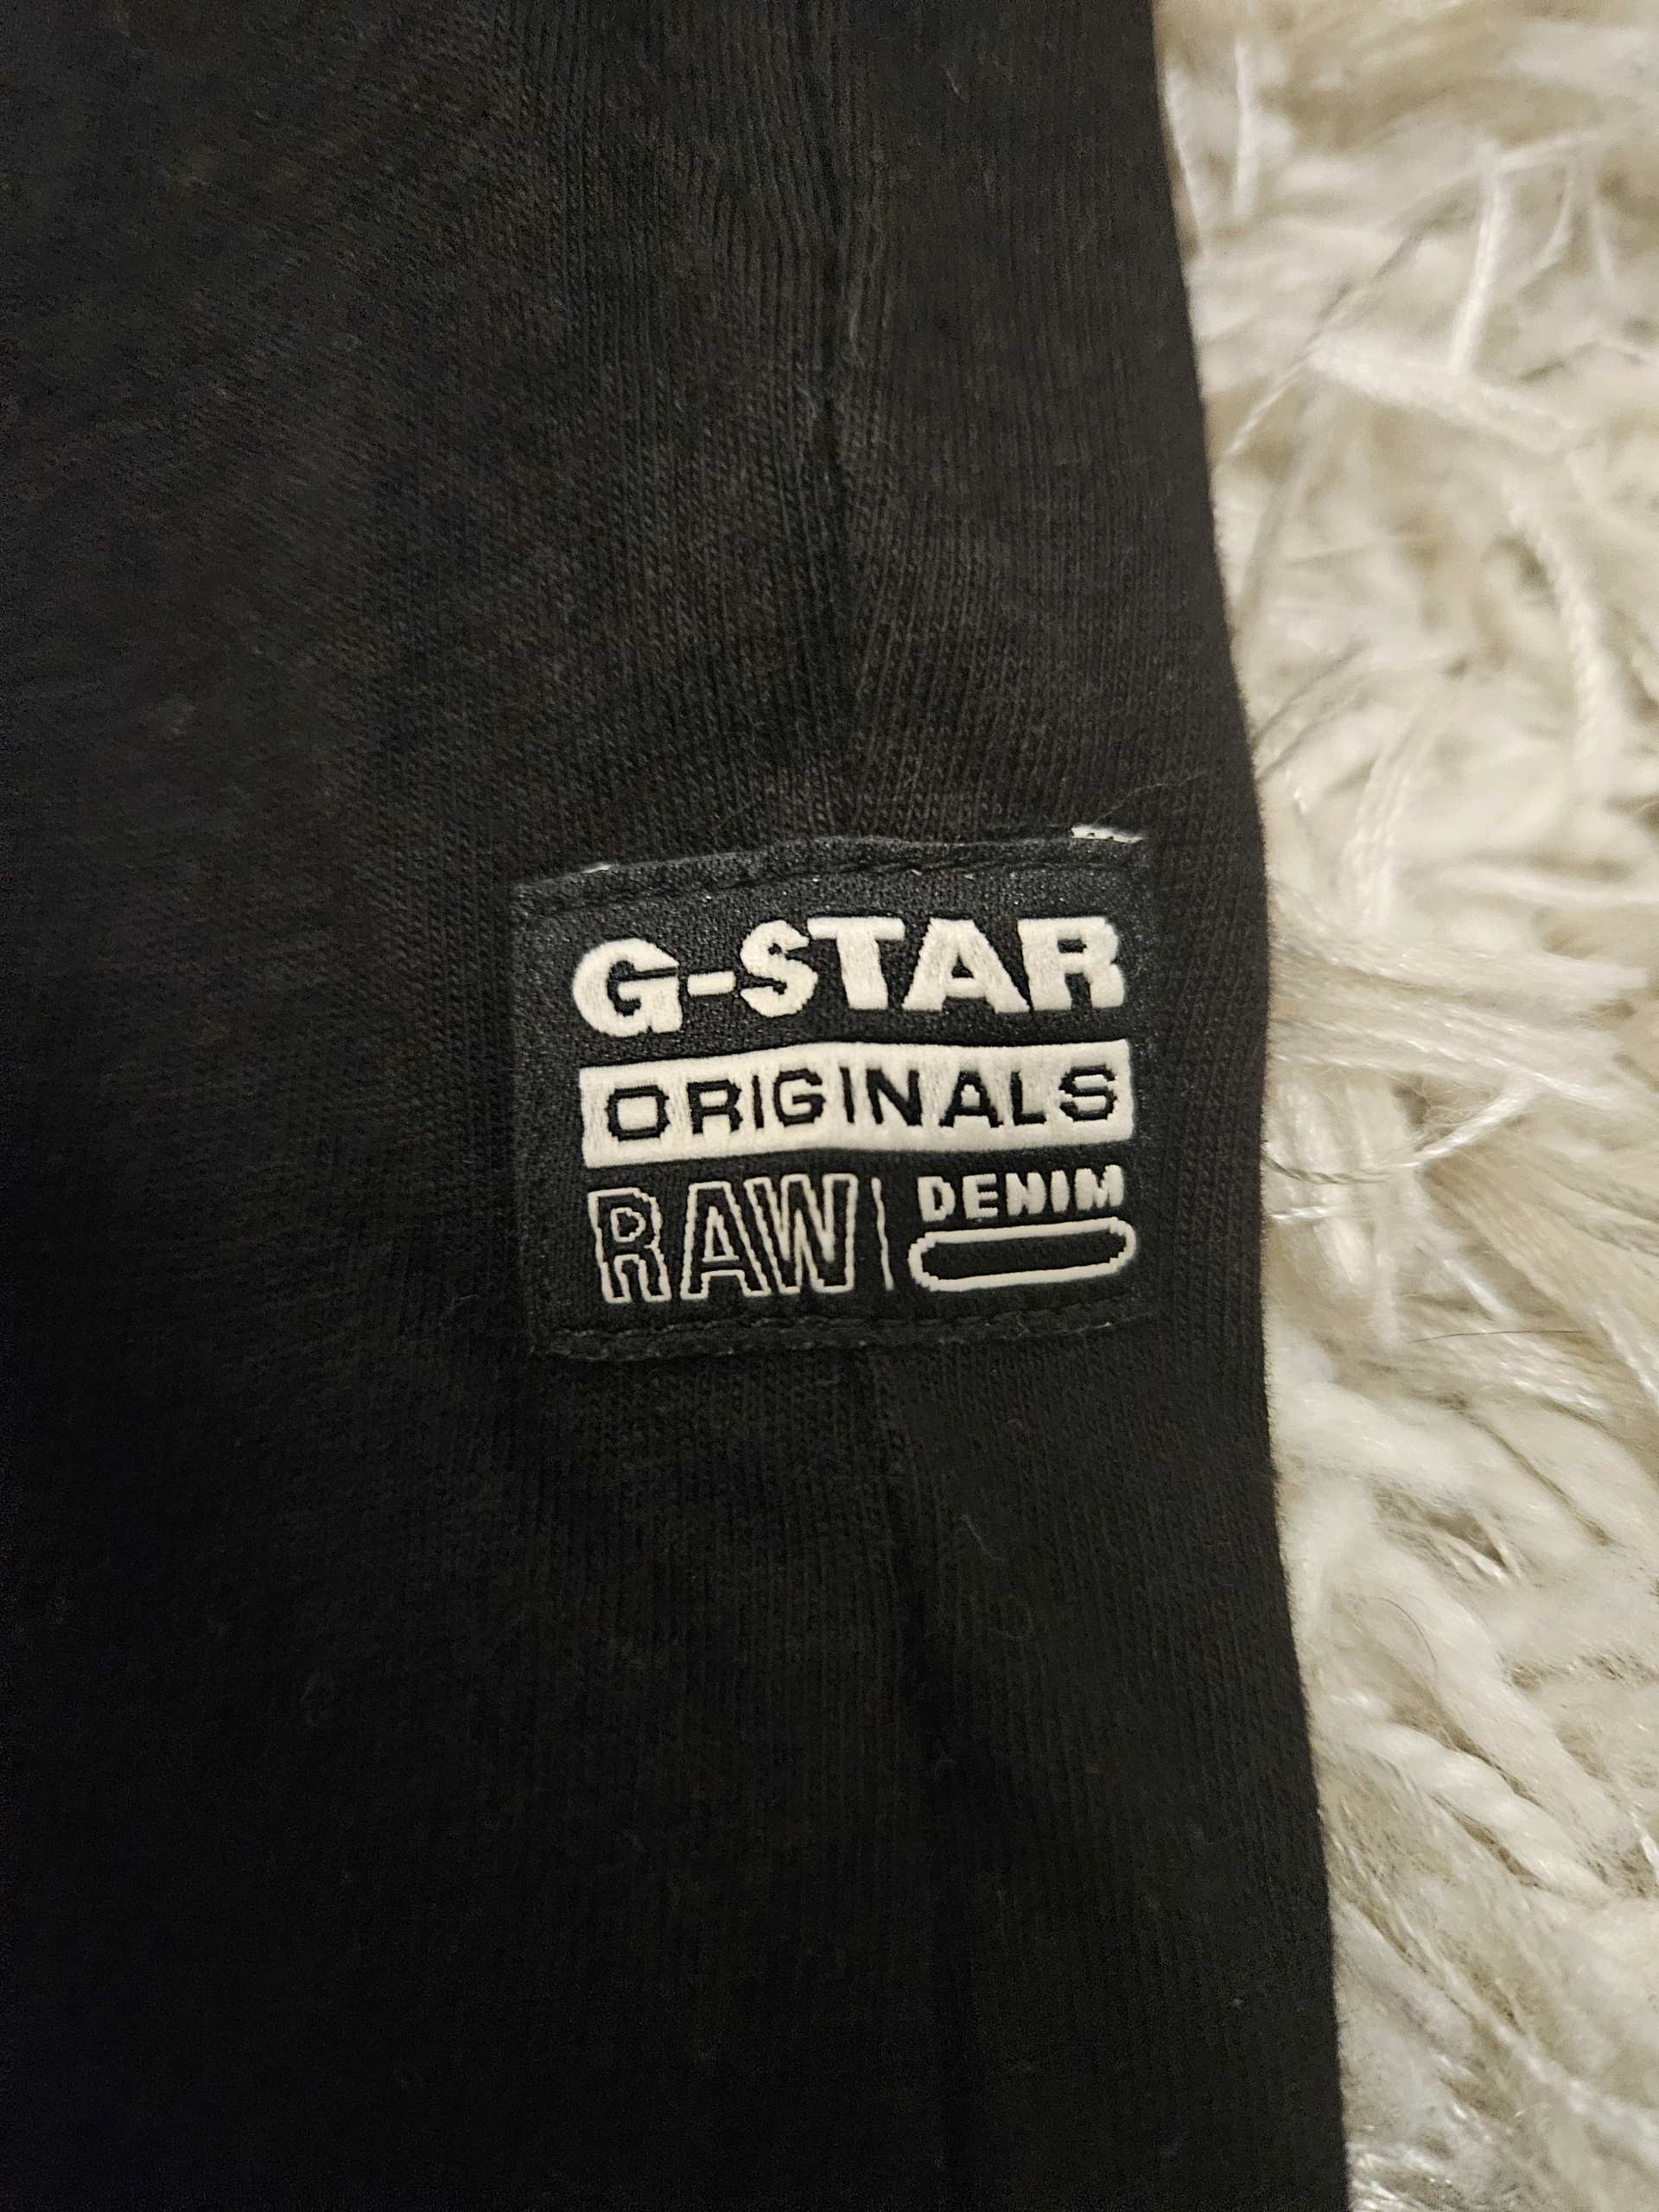 G-STAR
ORIGINALS
RAW DENIM